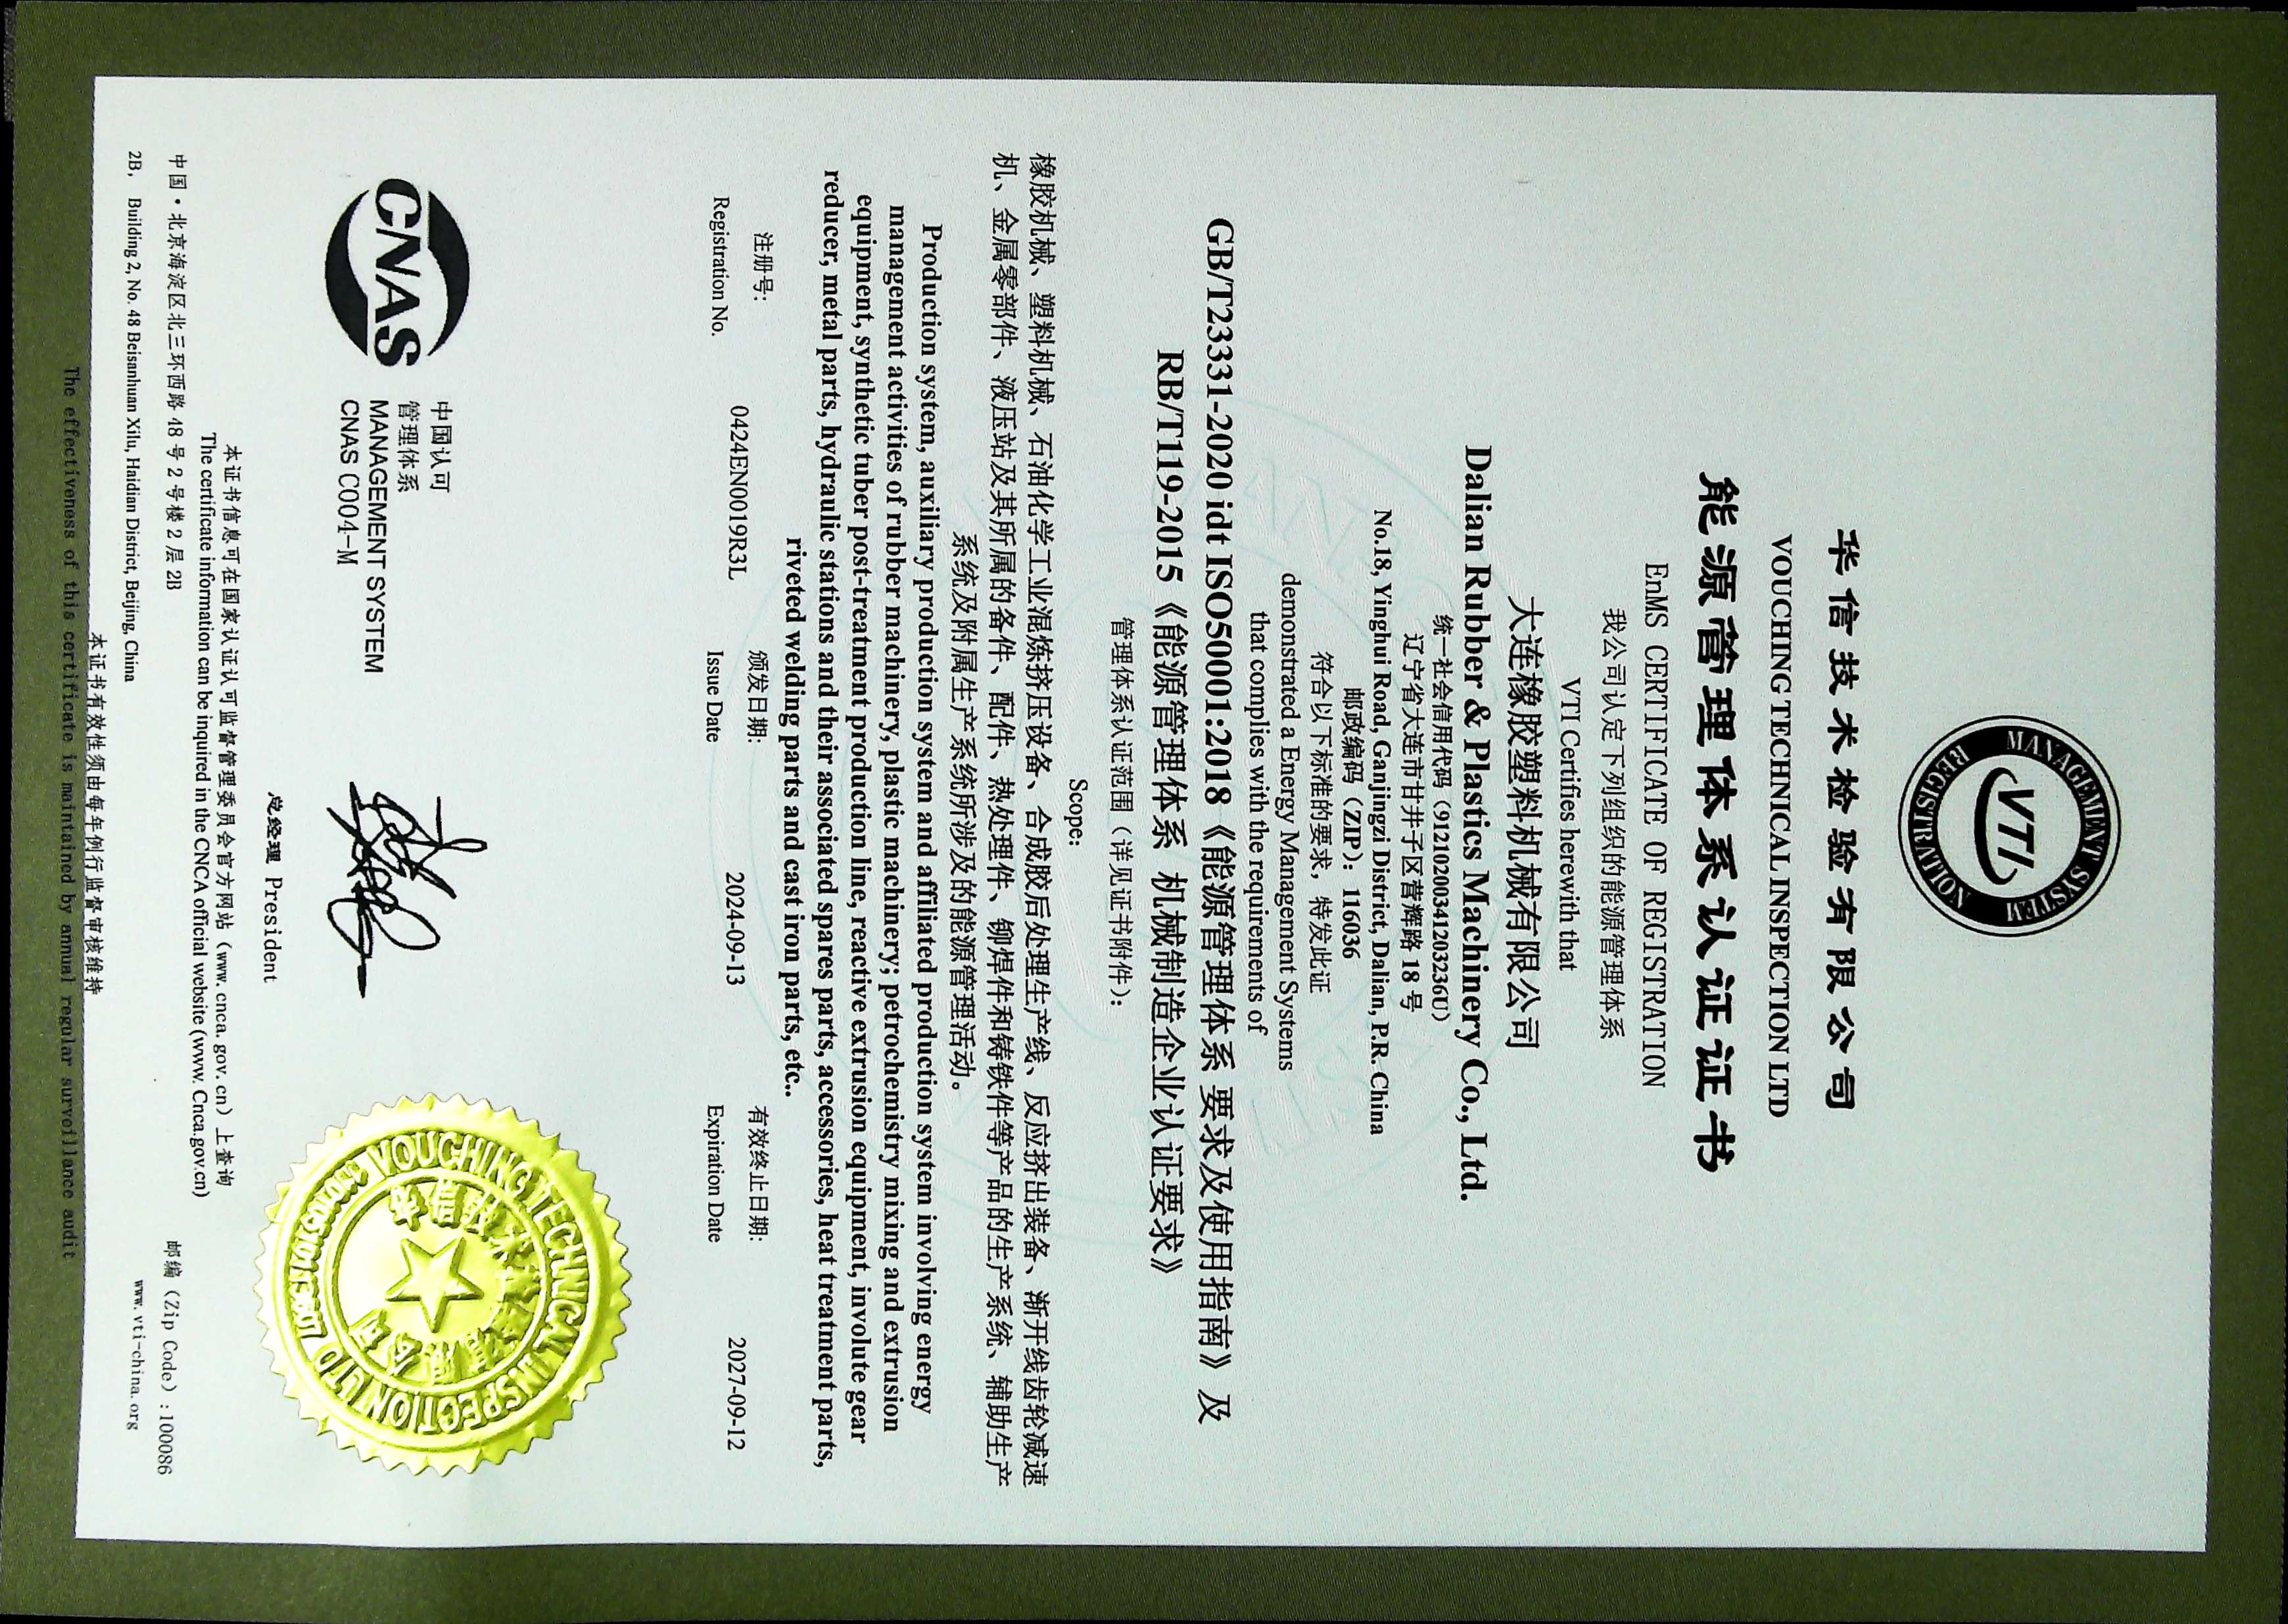 MANAGEMENT SYSTEM
VTI
REGISTRATION
华信技术检验有限公司
VOUCHING TECHNICAL INSPECTION LTD
能源管理体系认证证书
EnMS CERTIFICATE OF REGISTRATION
我公司认定下列组织的能源管理体系
VTI Certifies herewith that
大连橡胶塑料机械有限公司
Dalian Rubber & Plastics Machinery Co., Ltd.
统一社会信用代码（91210200341203236U）
辽宁省大连市甘井子区营辉路 18 号
No.18, Yinghui Road, Ganjingzi District, Dalian, P.R. China
邮政编码（ZIP）：116036
符合以下标准的要求，特发此证
demonstrated a Energy Management Systems
that complies with the requirements of
GB/T23331-2020 idt ISO50001:2018《能源管理体系 要求及使用指南》及
RB/T119-2015《能源管理体系 机械制造企业认证要求》
管理体系认证范围（详见证书附件）：
Scope:
橡胶机械、塑料机械、石油化学工业混炼挤压设备、合成胶后处理生产线、反应挤出装备、渐开线齿轮减速
机、金属零部件、液压站及其所属的备件、配件、热处理件、铆焊件和铸铁件等产品的生产系统、辅助生产
系统及附属生产系统所涉及的能源管理活动。
Production system, auxiliary production system and affiliated production system involving energy
management activities of rubber machinery, plastic machinery; petrochemistry mixing and extrusion
equipment, synthetic tuber post-treatment production line, reactive extrusion equipment, involute gear
reducer, metal parts, hydraulic stations and their associated spares parts, accessories, heat treatment parts,
riveted welding parts and cast iron parts, etc..
注册号： 颁发日期： 有效终止日期：
0424EN0019R3L 2024-09-13 2027-09-12
Registration No. Issue Date Expiration Date
CNAS
中国认可
管理体系
MANAGEMENT SYSTEM
CNAS C004-M
总经理 President
VOUCHING TECHNICAL INSPECTION LTD
华信技术检验有限公司
本证书信息可在国家认证认可监督管理委员会官方网站（www. cnca. gov. cn）上查询
The certificate information can be inquired in the CNCA official website (www. Cnca.gov.cn)
中国·北京海淀区北三环西路 48 号 2 号楼 2 层 2B 邮编（Zip Code）:100086
2B, Building 2, No. 48 Beisanhuan Xilu, Haidian District, Beijing, China www. vti-china. org
本证书有效性须由每年例行监督审核维持
The effectiveness of this certificate is maintained by annual regular surveillance audit